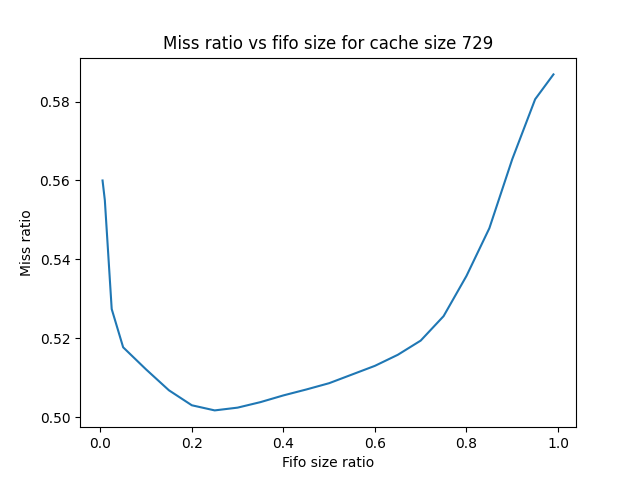 Miss ratio vs fifo size for cache size 729
0.58
0.56
0.54
0.52
0.50
Miss ratio
0.0 0.2 0.4 0.6 0.8 1.0
Fifo size ratio